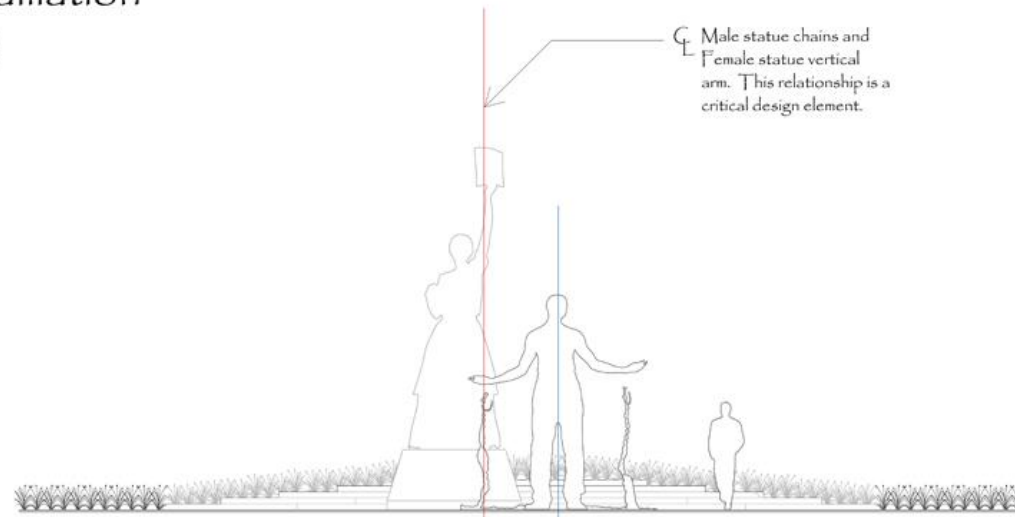 ℄ Male statue chains and
Female statue vertical
arm. This relationship is a
critical design element.